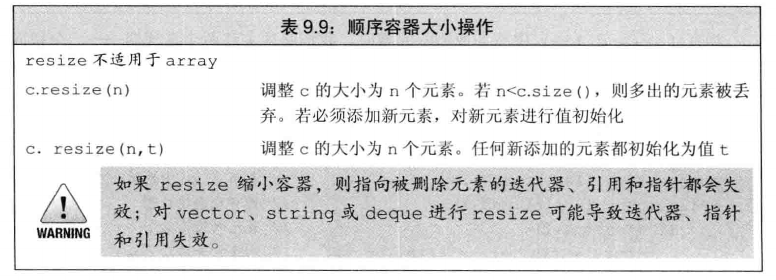 表 9.9：顺序容器大小操作
resize 不适用于 array
c.resize(n) 调整 c 的大小为 n 个元素。若 n<c.size()，则多出的元素被丢
弃。若必须添加新元素，对新元素进行值初始化
c. resize(n,t) 调整 c 的大小为 n 个元素。任何新添加的元素都初始化为值 t
如果 resize 缩小容器，则指向被删除元素的迭代器、引用和指针都会失
效；对 vector、string 或 deque 进行 resize 可能导致迭代器、指针
和引用失效。
WARNING